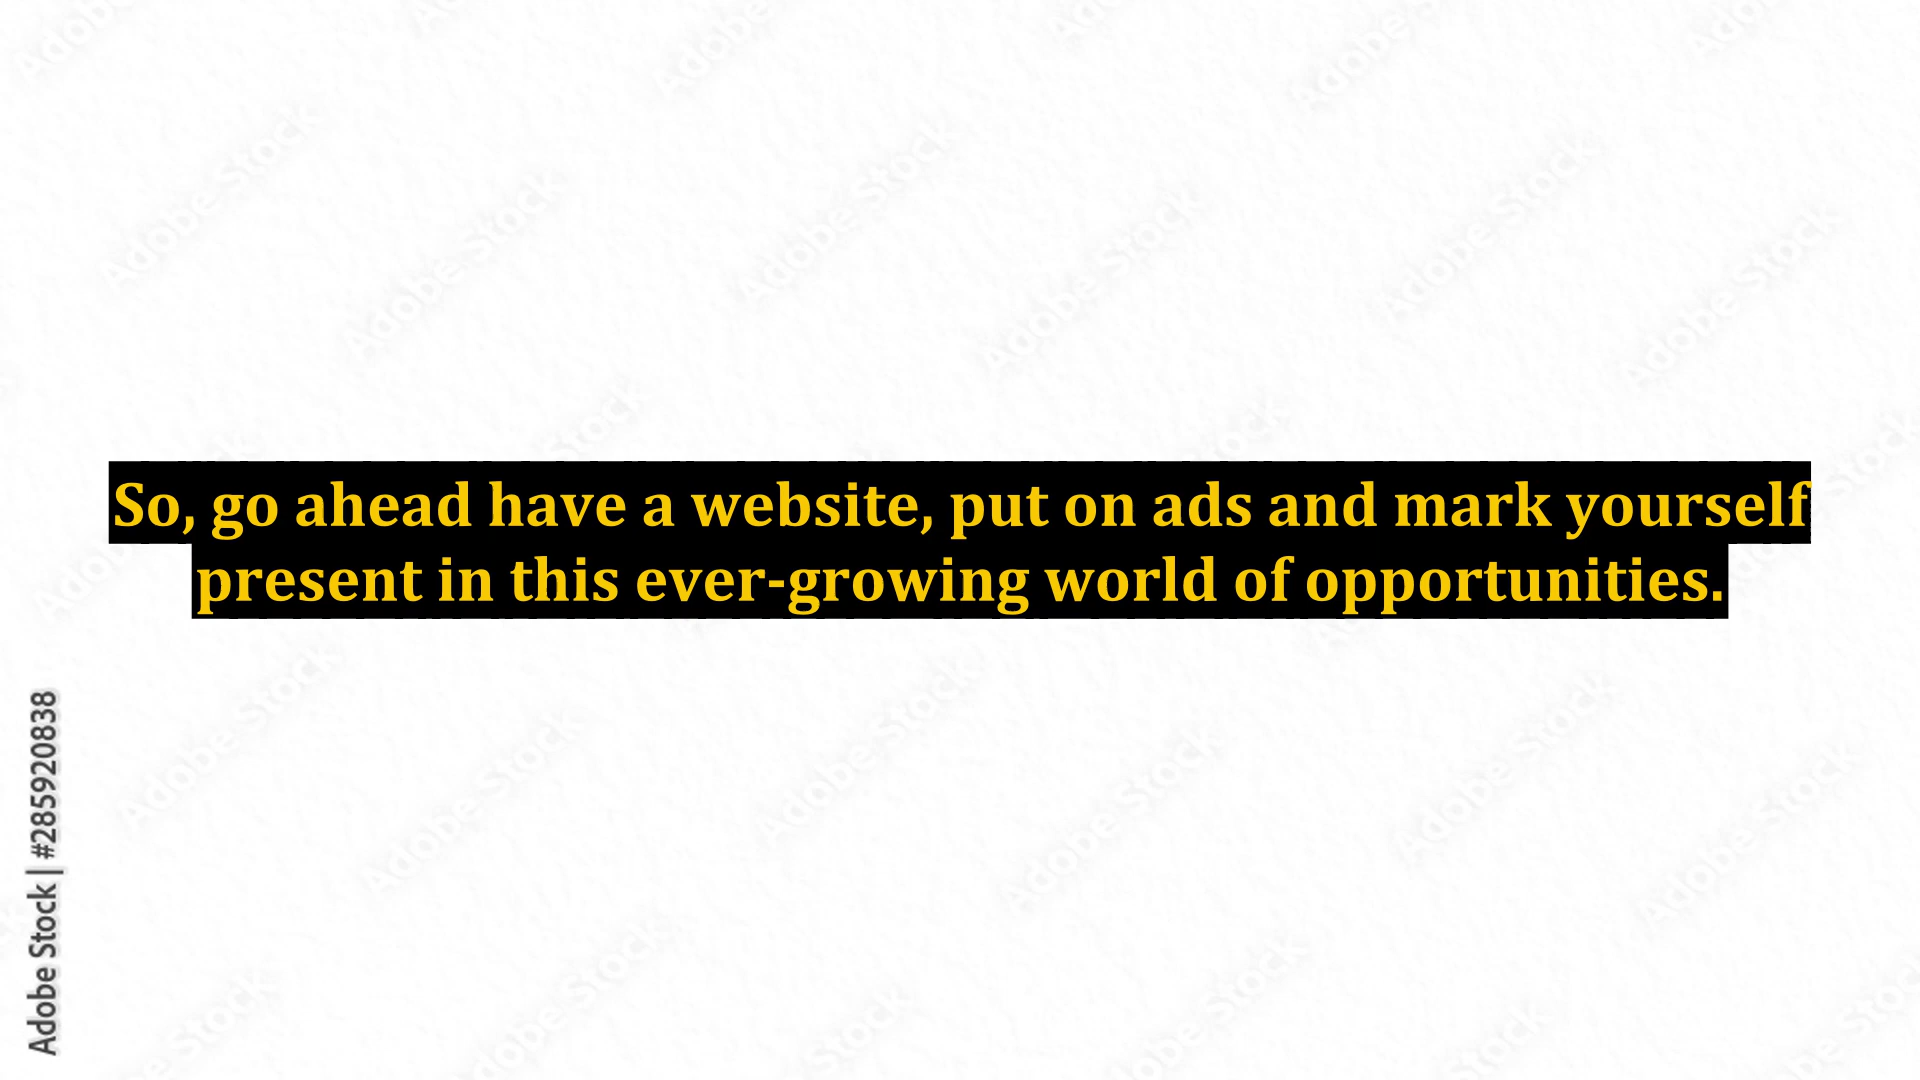 So, go ahead have a website, put on ads and mark yourself
present in this ever-growing world of opportunities.
Adobe Stock | #285920838